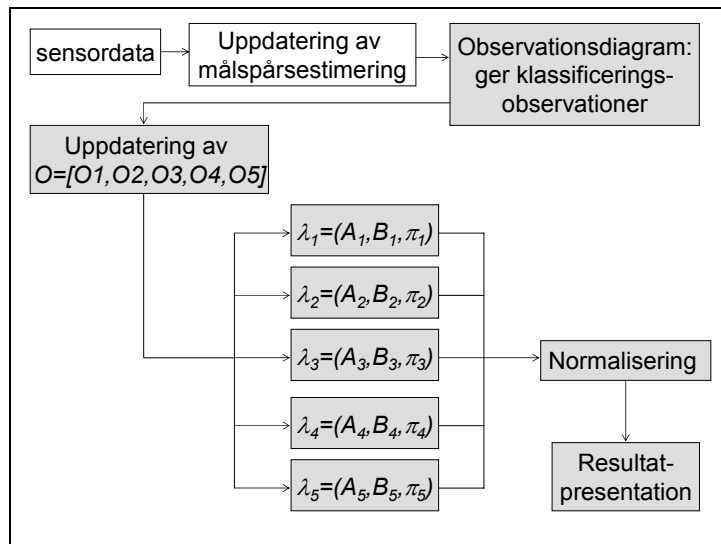 sensordata
Uppdatering av
målspårsestimering
Observationsdiagram:
ger klassificerings-
observationer
Uppdatering av
O=[O1,O2,O3,O4,O5]
λ₁=(A₁,B₁,π₁)
λ₂=(A₂,B₂,π₂)
λ₃=(A₃,B₃,π₃)
λ₄=(A₄,B₄,π₄)
λ₅=(A₅,B₅,π₅)
Normalisering
Resultat-
presentation